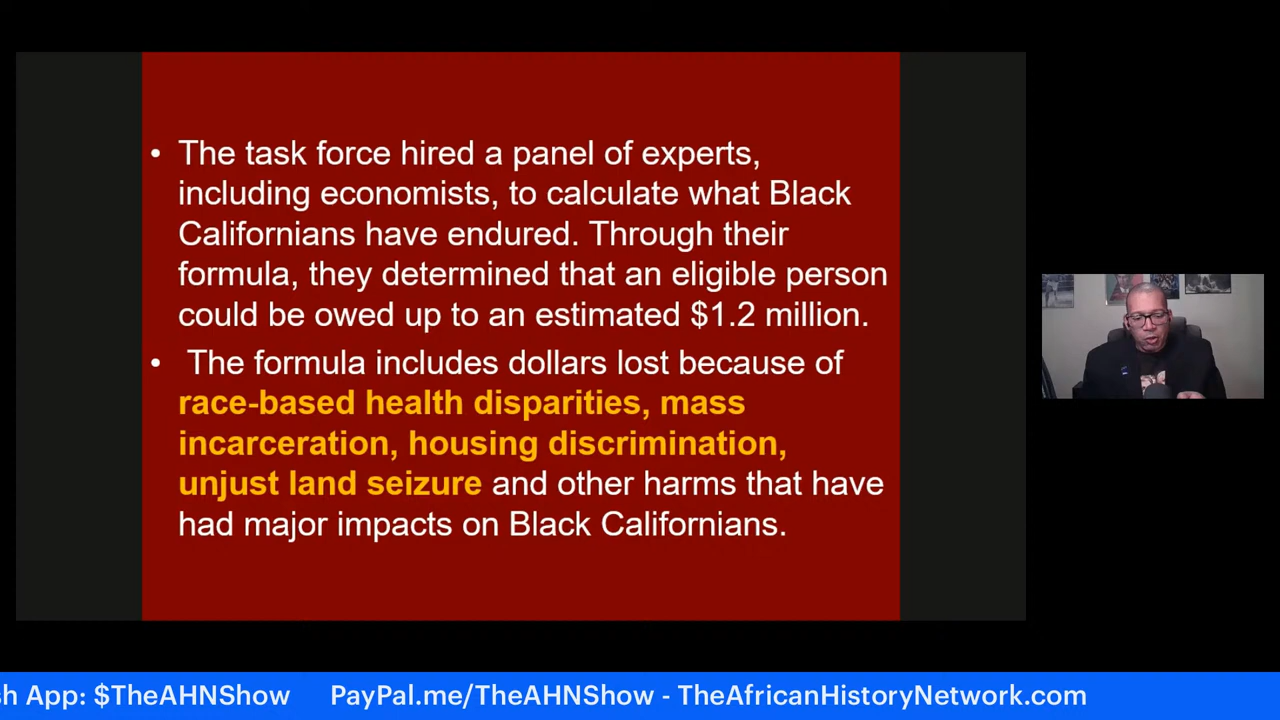 • The task force hired a panel of experts,
including economists, to calculate what Black
Californians have endured. Through their
formula, they determined that an eligible person
could be owed up to an estimated $1.2 million.
• The formula includes dollars lost because of
race-based health disparities, mass
incarceration, housing discrimination,
unjust land seizure and other harms that have
had major impacts on Black Californians.
sh App: $TheAHNShow PayPal.me/TheAHNShow - TheAfricanHistoryNetwork.com